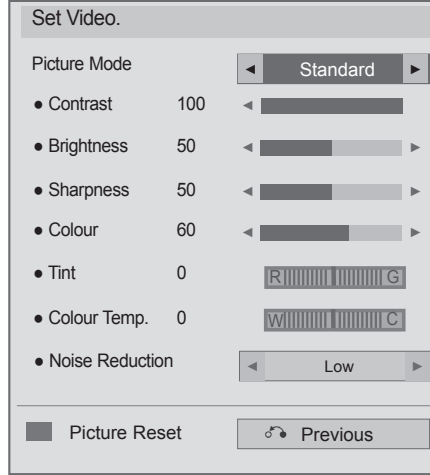 Set Video.
Picture Mode ◄ Standard ►
● Contrast 100 ◄
● Brightness 50 ◄ ►
● Sharpness 50 ◄ ►
● Colour 60 ◄ ►
● Tint 0 R G
● Colour Temp. 0 W C
● Noise Reduction ◄ Low ►
Picture Reset Previous